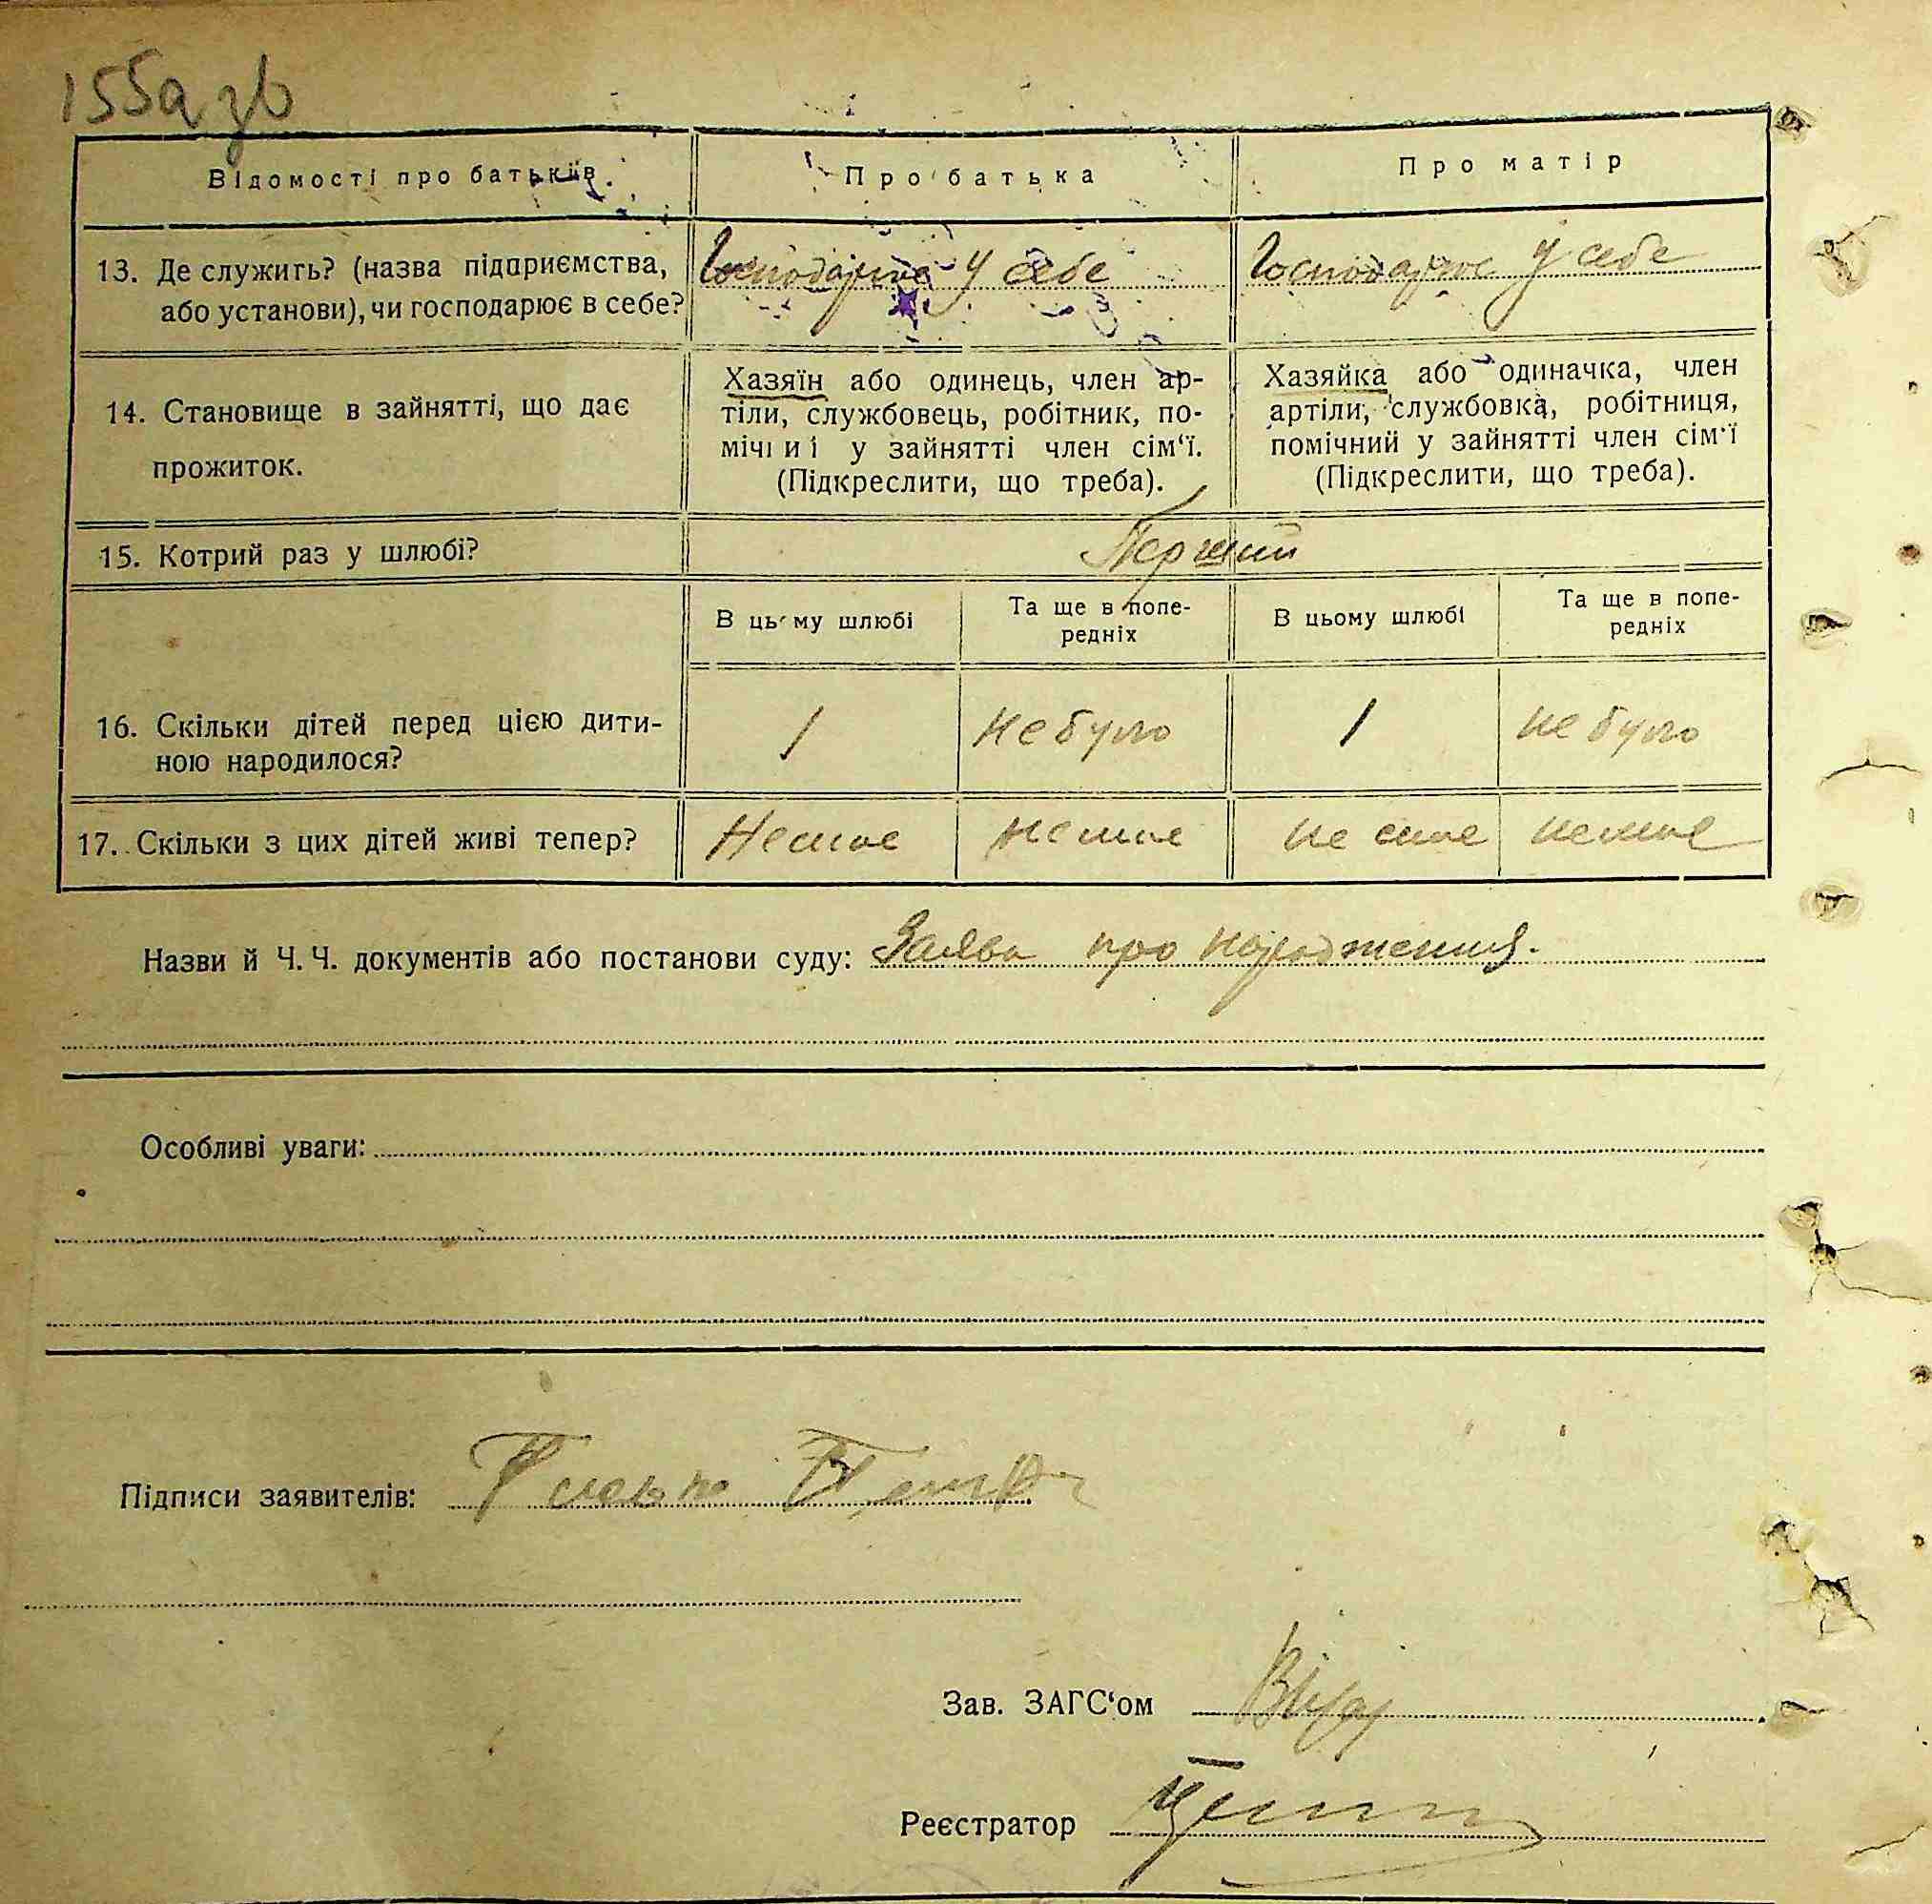 155а зв
Відомості про батьків. Про батька Про матір
13. Де служить? (назва підприємства, Господарює у себе Господарює у себе
або установи), чи господарює в себе?
14. Становище в зайнятті, що дає
прожиток.
Хазяїн або одинець, член ар-
тіли, службовець, робітник, по-
мічний у зайнятті член сім‘ї.
(Підкреслити, що треба).
Хазяйка або одиначка, член
артіли, службовка, робітниця,
помічний у зайнятті член сім‘ї
(Підкреслити, що треба).
15. Котрий раз у шлюбі? Перший
В цьому шлюбі Та ще в попе-
редніх
В цьому шлюбі Та ще в попе-
редніх
16. Скільки дітей перед цією дити-
ною народилося?
1 не було 1 не було
17. Скільки з цих дітей живі тепер? Немає немає не має немає
Назви й Ч. Ч. документів або постанови суду: Заява про народження.
Особливі уваги:
Підписи заявителів:
Зав. ЗАГС‘ом
Реєстратор